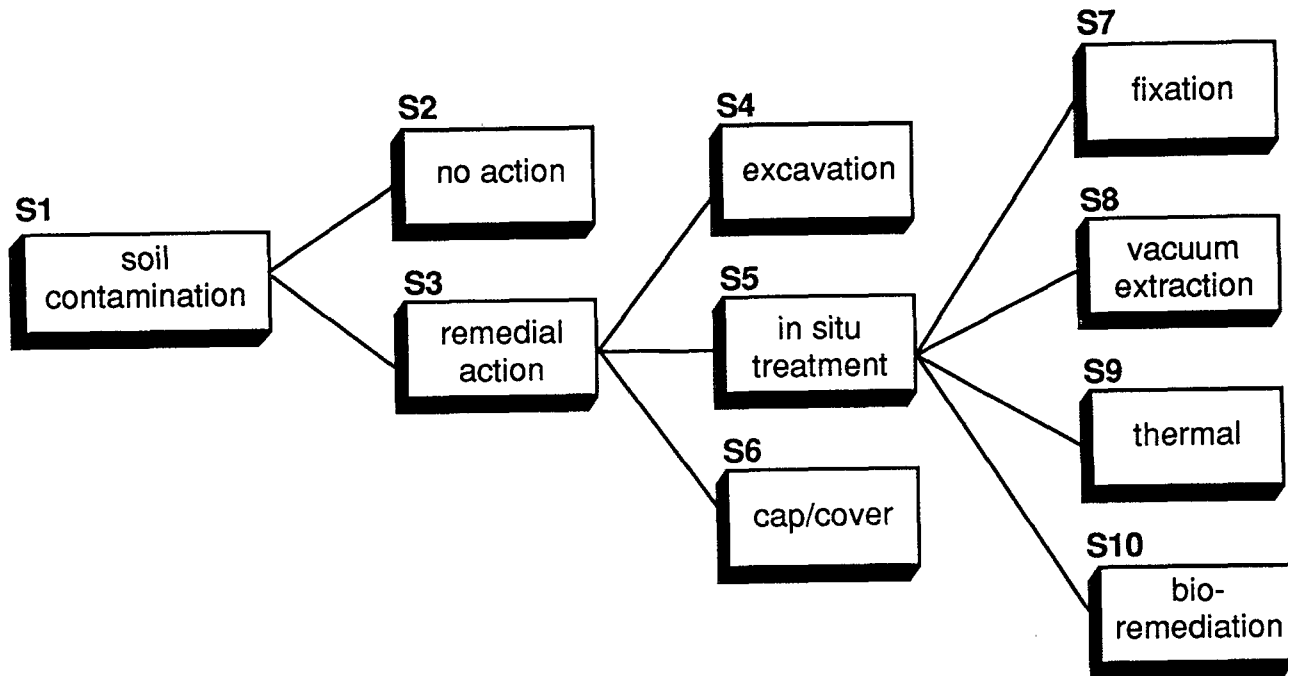 S1
soil
contamination
S2
no action
S3
remedial
action
S4
excavation
S5
in situ
treatment
S6
cap/cover
S7
fixation
S8
vacuum
extraction
S9
thermal
S10
bio-
remediation